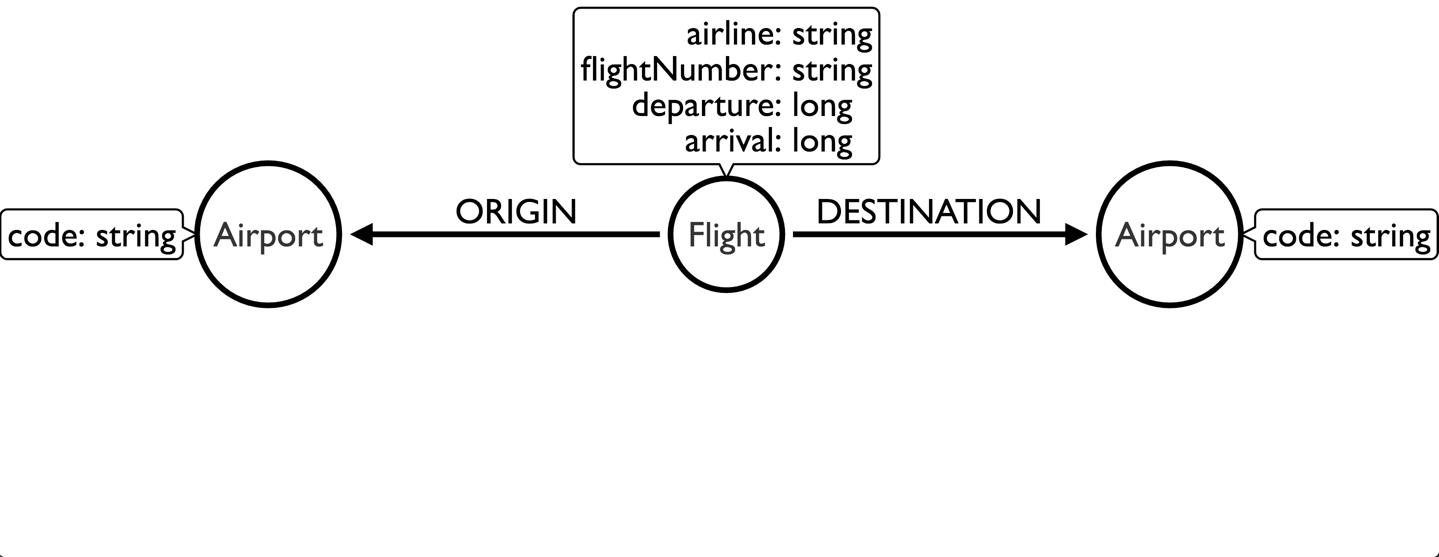 airline: string
flightNumber: string
departure: long
arrival: long
ORIGIN
DESTINATION
code: string
Airport
Flight
Airport
code: string